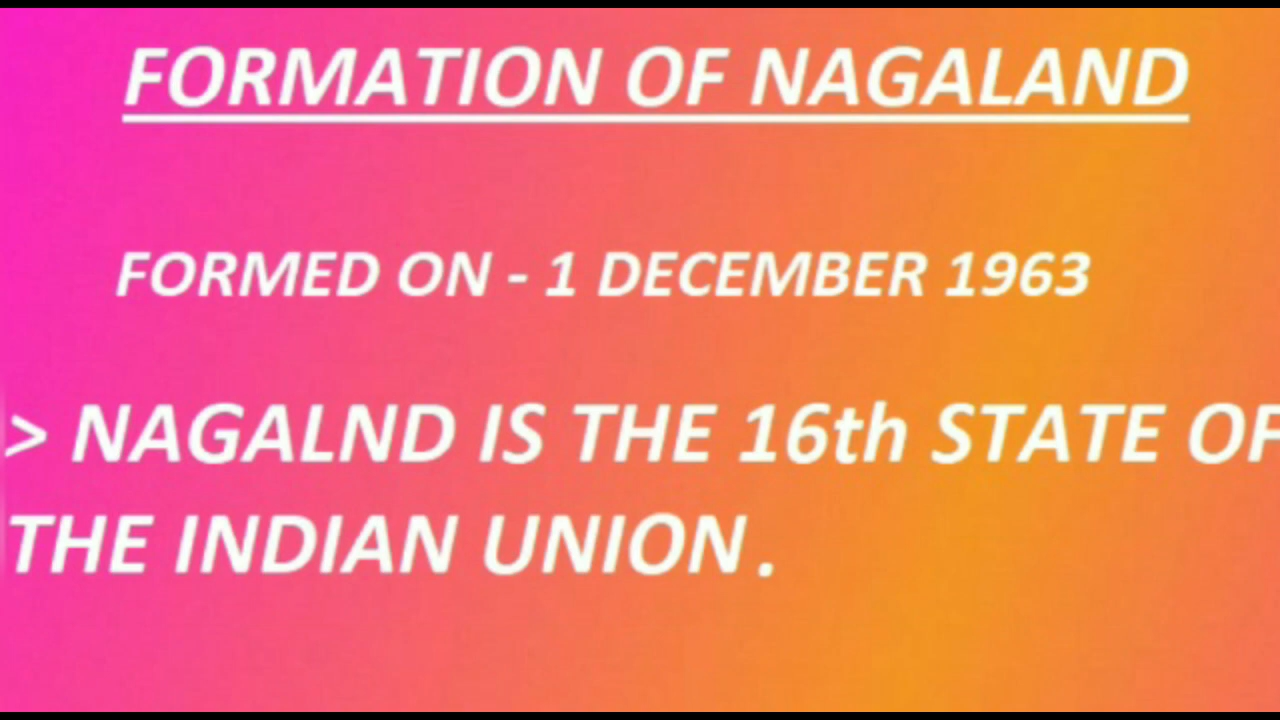 FORMATION OF NAGALAND
FORMED ON - 1 DECEMBER 1963
> NAGALND IS THE 16th STATE OF
THE INDIAN UNION.